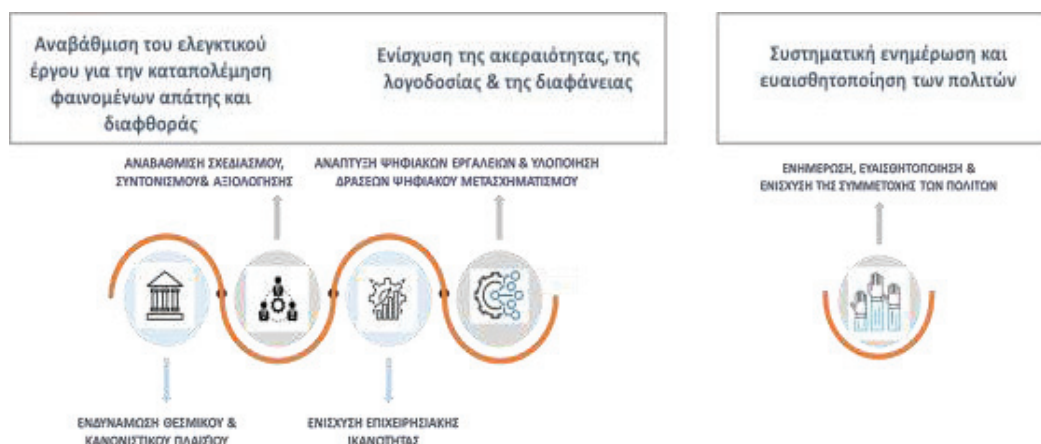 Αναβάθμιση του ελεγκτικού
έργου για την καταπολέμηση
φαινομένων απάτης και
διαφθοράς
Ενίσχυση της ακεραιότητας, της
λογοδοσίας & της διαφάνειας
Συστηματική ενημέρωση και
ευαισθητοποίηση των πολιτών
ΑΝΑΒΑΘΜΙΣΗ ΣΧΕΔΙΑΣΜΟΥ,
ΣΥΝΤΟΝΙΣΜΟΥ& ΑΞΙΟΛΟΓΗΣΗΣ
ΑΝΑΠΤΥΞΗ ΨΗΦΙΑΚΩΝ ΕΡΓΑΛΕΙΩΝ & ΥΛΟΠΟΙΗΣΗ
ΔΡΑΣΕΩΝ ΨΗΦΙΑΚΟΥ ΜΕΤΑΣΧΗΜΑΤΙΣΜΟΥ
ΕΝΗΜΕΡΩΣΗ, ΕΥΑΙΣΘΗΤΟΠΟΙΗΣΗ &
ΕΝΙΣΧΥΣΗ ΤΗΣ ΣΥΜΜΕΤΟΧΗΣ ΤΩΝ ΠΟΛΙΤΩΝ
ΕΝΔΥΝΑΜΩΣΗ ΘΕΣΜΙΚΟΥ &
ΚΑΝΟΝΙΣΤΙΚΟΥ ΠΛΑΙΣΙΟΥ
ΕΝΙΣΧΥΣΗ ΕΠΙΧΕΙΡΗΣΙΑΚΗΣ
ΙΚΑΝΟΤΗΤΑΣ